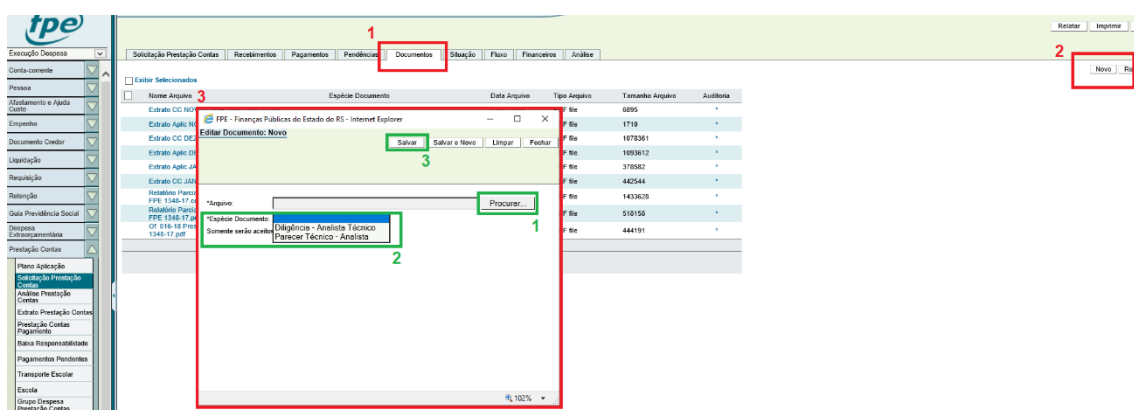 fpe
Relatar Imprimir
1
Execução Despesa
Solicitação Prestação Contas Recebimentos Pagamentos Pendências Documentos Situação Fluxo Financeiros Análise
2
Conta-corrente
Novo Re
Exibir Selecionados
Pessoa
Nome Arquivo 3 Espécie Documento Data Arquivo Tipo Arquivo Tamanho Arquivo Auditoria
Afastamento e Ajuda
Custo
Extrato CC NOV F file 6895 *
Empenho
FPE - Finanças Públicas do Estado do RS - Internet Explorer
Extrato Aplic NO F file 1710 *
Editar Documento: Novo
Extrato CC DEZ F file 1078361 *
Documento Credor
Salvar Salvar e Novo Limpar Fechar
Extrato Aplic DE F file 1093612 *
3
Liquidação
Extrato Aplic JA F file 378582 *
Requisição
Extrato CC JAN F file 442544 *
Retenção
Relatório Parcia
FPE 1348-17.co F file 1433628 *
*Arquivo: Procurar...
Guia Previdência Social
Relatório Parcia
FPE 1348-17.pd F file 518158 *
*Espécie Documento:
1
Despesa
Extraorçamentária
Of. 016-18 Pres
1348-17 pdf F file 444191 *
Somente serão aceitos
Diligência - Analista Técnico
Parecer Técnico - Analista
2
Prestação Contas
Plano Aplicação
Solicitação Prestação
Contas
Análise Prestação
Contas
Extrato Prestação Contas
Prestação Contas
Pagamento
Baixa Responsabilidade
Pagamentos Pendentes
Transporte Escolar
Escola
Grupo Despesa
Prestação Contas
102%